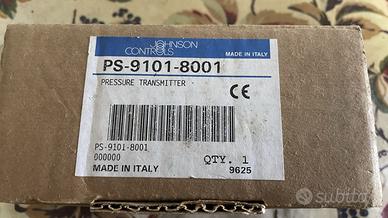 JOHNSON
CONTROLS
MADE IN ITALY
PS-9101-8001
PRESSURE TRANSMITTER
CE
PS-9101-8001
000000
QTY. 1
MADE IN ITALY
9625
subito